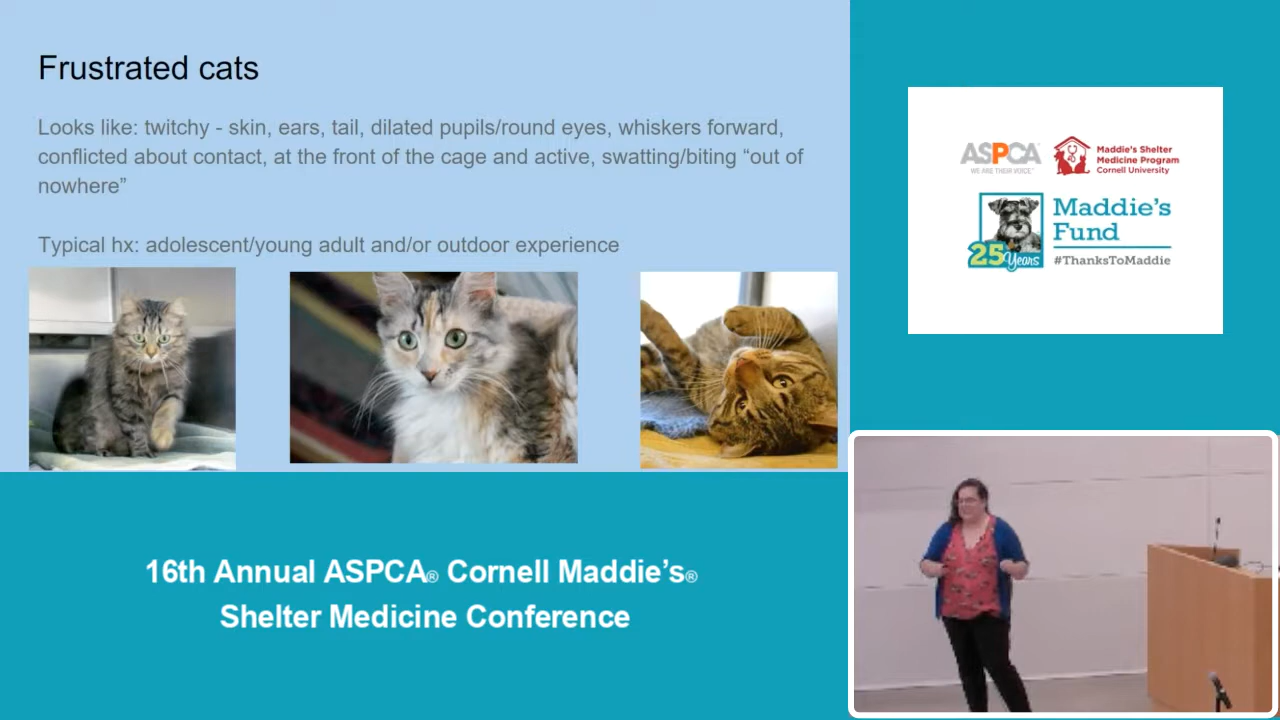 Frustrated cats
Looks like: twitchy - skin, ears, tail, dilated pupils/round eyes, whiskers forward,
conflicted about contact, at the front of the cage and active, swatting/biting “out of
nowhere”
Typical hx: adolescent/young adult and/or outdoor experience
ASPCA®
WE ARE THEIR VOICE®
Maddie's Shelter
Medicine Program
Cornell University
Maddie's
Fund
25 Years
#ThanksToMaddie
16th Annual ASPCA® Cornell Maddie’s®
Shelter Medicine Conference